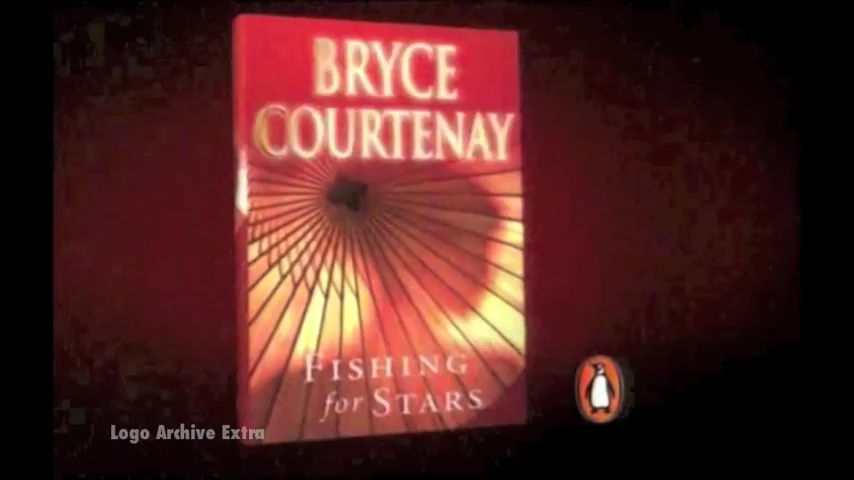 BRYCE
COURTENAY
FISHING
for STARS
Logo Archive Extra